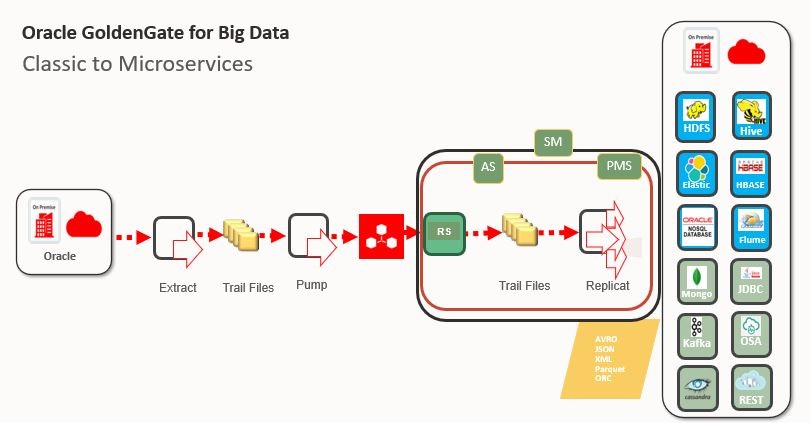 Oracle GoldenGate for Big Data
Classic to Microservices
On Premise
Oracle
Extract
Trail Files
Pump
RS
Trail Files
Replicat
AS
SM
PMS
AVRO
JSON
XML
Parquet
ORC
On Premise
HDFS
HIVE
Hive
Elastic
HBASE
HBASE
ORACLE
NOSQL
DATABASE
Flume
Mongo
JDBC
Kafka
OSA
cassandra
REST